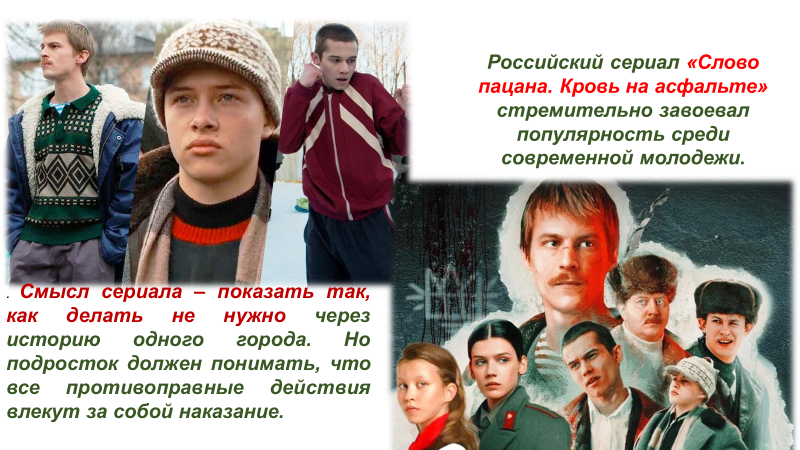 Российский сериал «Слово
пацана. Кровь на асфальте»
стремительно завоевал
популярность среди
современной молодежи.
. Смысл сериала – показать так,
как делать не нужно через
историю одного города. Но
подросток должен понимать, что
все противоправные действия
влекут за собой наказание.